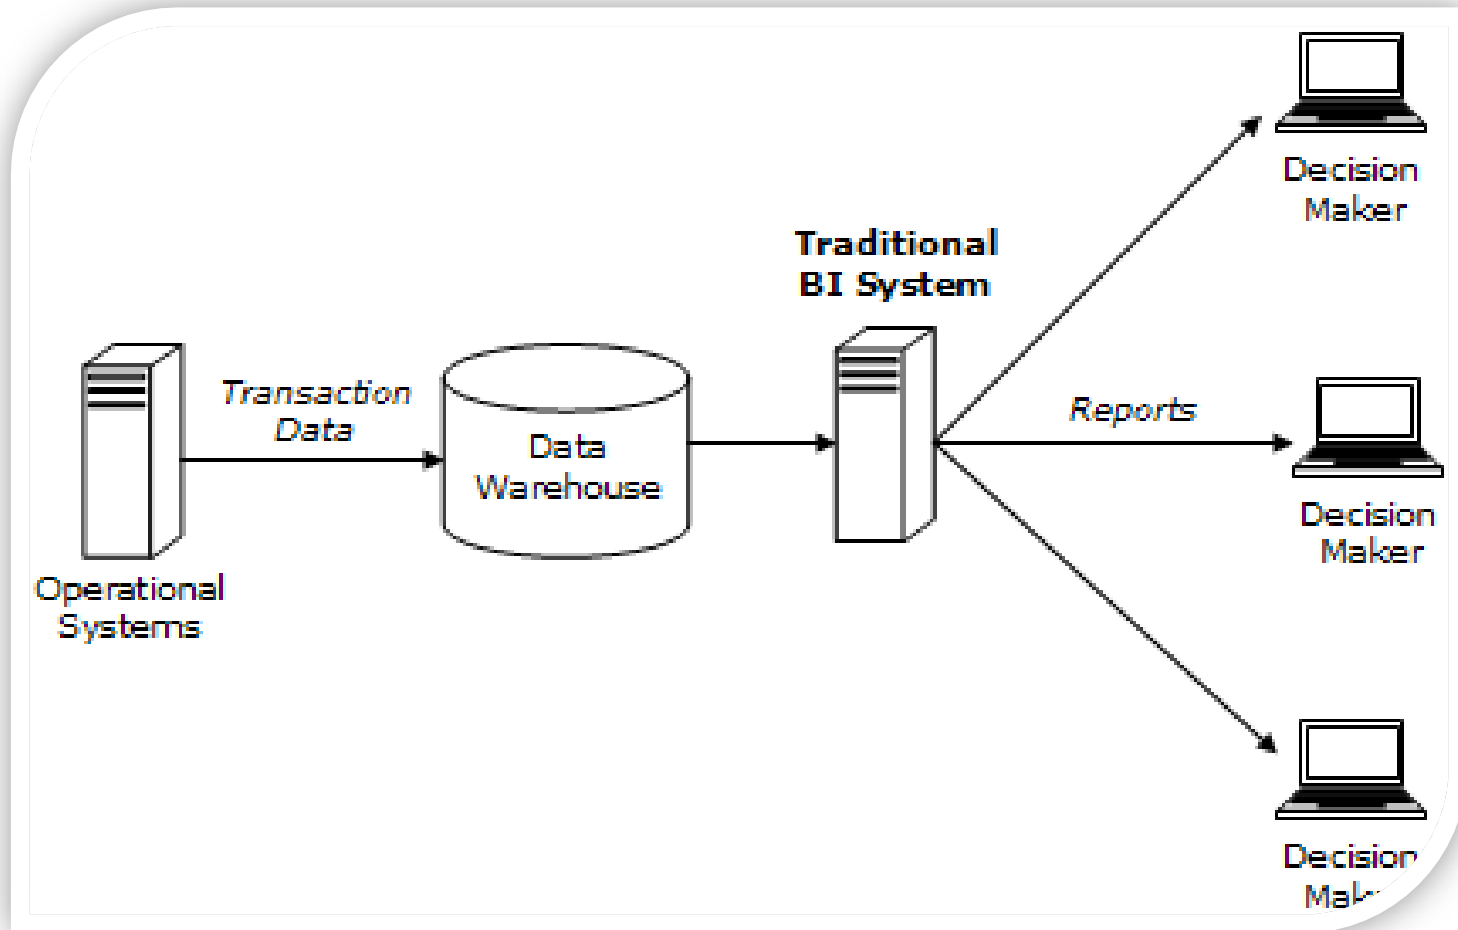 Decision
Maker
Traditional
BI System
Transaction
Data
Data
Warehouse
Reports
Decision
Maker
Operational
Systems
Decision